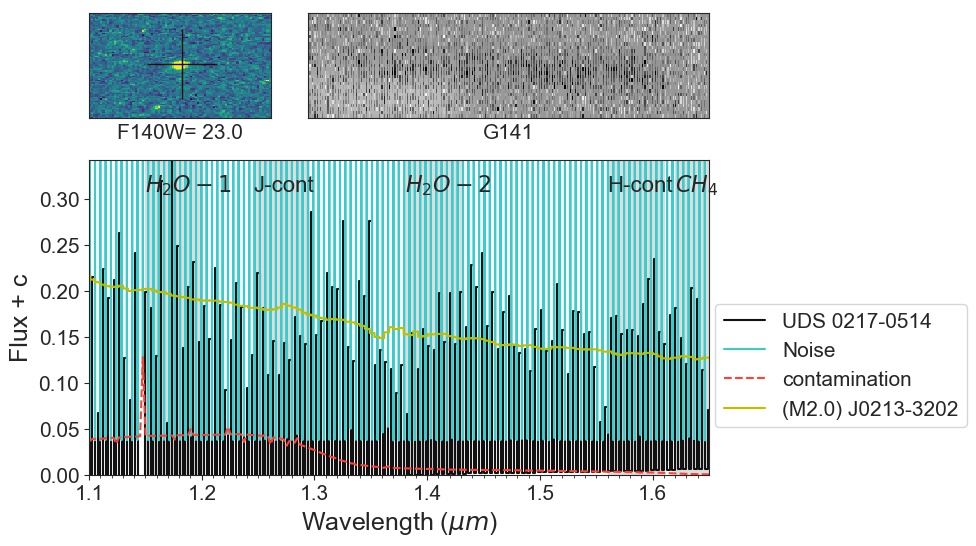 F140W= 23.0
G141
H₂O − 1 J-cont H₂O − 2 H-cont CH₄
0.30
0.25
0.20
0.15
0.10
0.05
0.00
Flux + c
1.1 1.2 1.3 1.4 1.5 1.6
Wavelength (μm)
UDS 0217-0514
Noise
contamination
(M2.0) J0213-3202